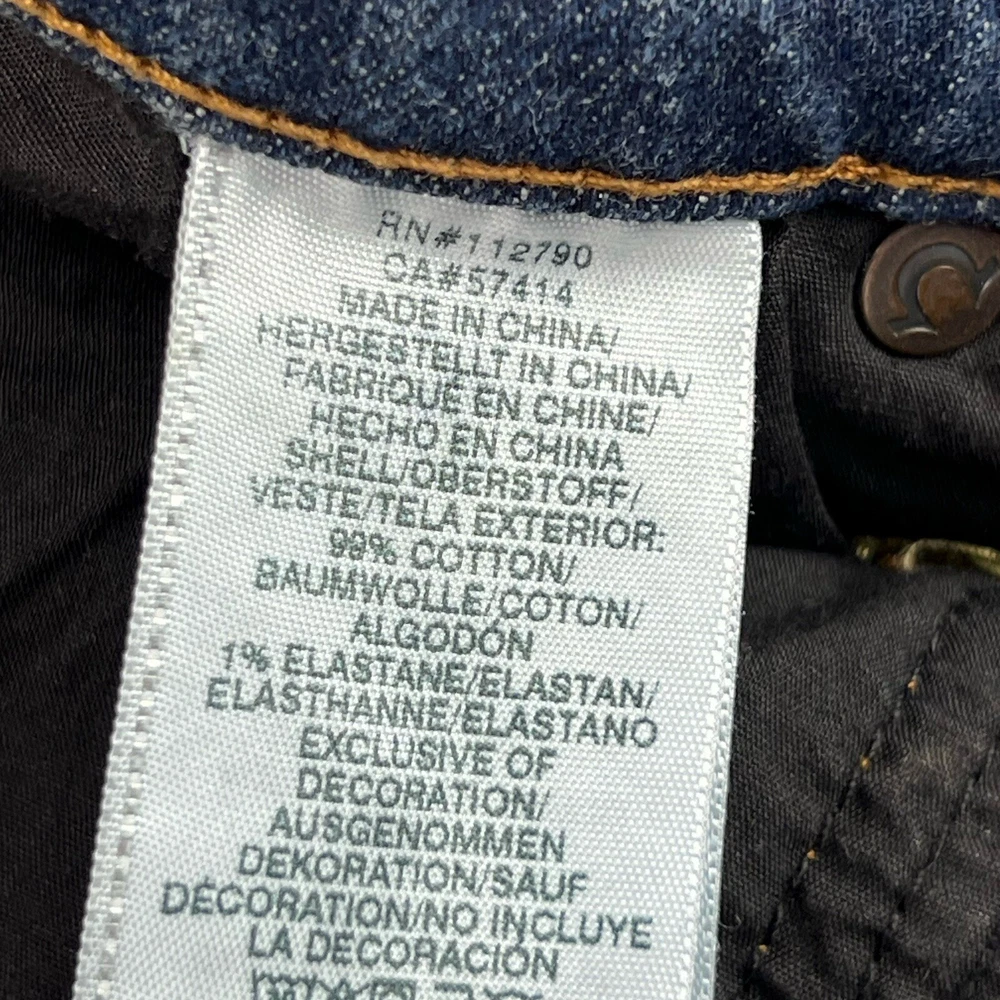 RN#112790
CA#57414
MADE IN CHINA/
HERGESTELLT IN CHINA/
FABRIQUÉ EN CHINE/
HECHO EN CHINA
SHELL/OBERSTOFF/
VESTE/TELA EXTERIOR:
99% COTTON/
BAUMWOLLE/COTON/
ALGODÓN
1% ELASTANE/ELASTAN/
ELASTHANNE/ELASTANO
EXCLUSIVE OF
DECORATION/
AUSGENOMMEN
DEKORATION/SAUF
DÉCORATION/NO INCLUYE
LA DECORACIÓN